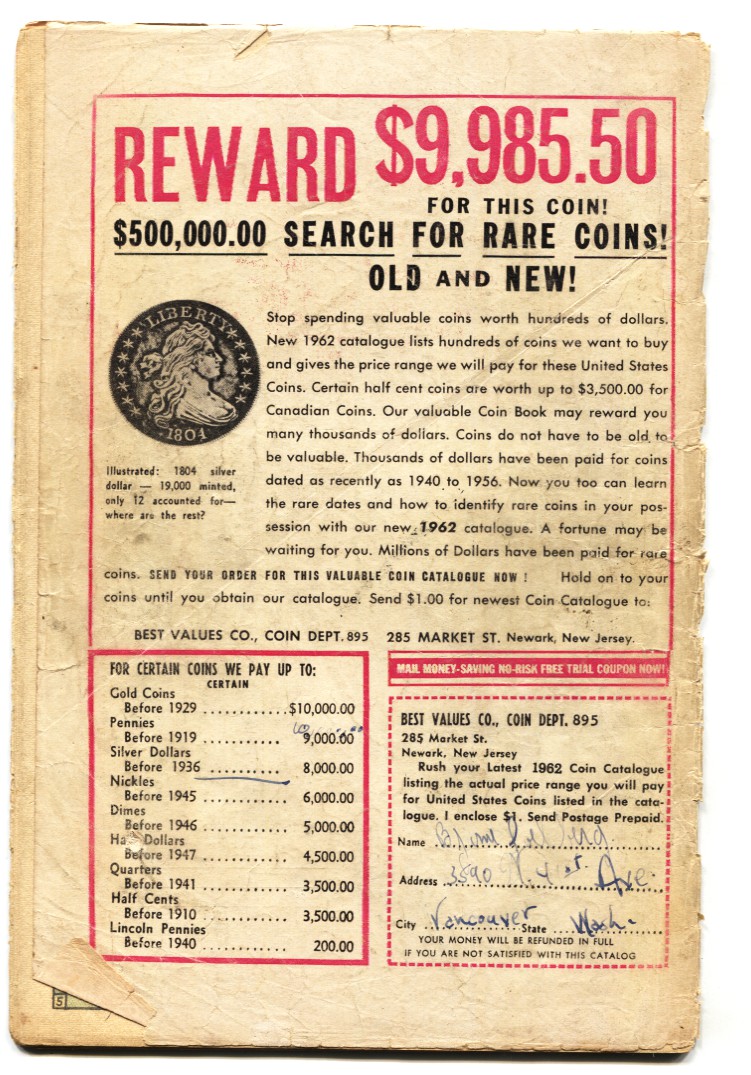 REWARD $9,985.50
FOR THIS COIN!
$500,000.00 SEARCH FOR RARE COINS!
OLD AND NEW!
LIBERTY
1804
Illustrated: 1804 silver
dollar — 19,000 minted,
only 12 accounted for—
where are the rest?
Stop spending valuable coins worth hundreds of dollars.
New 1962 catalogue lists hundreds of coins we want to buy
and gives the price range we will pay for these United States
Coins. Certain half cent coins are worth up to $3,500.00 for
Canadian Coins. Our valuable Coin Book may reward you
many thousands of dollars. Coins do not have to be old to
be valuable. Thousands of dollars have been paid for coins
dated as recently as 1940 to 1956. Now you too can learn
the rare dates and how to identify rare coins in your pos-
session with our new 1962 catalogue. A fortune may be
waiting for you. Millions of Dollars have been paid for rare
coins. SEND YOUR ORDER FOR THIS VALUABLE COIN CATALOGUE NOW ! Hold on to your
coins until you obtain our catalogue. Send $1.00 for newest Coin Catalogue to:
BEST VALUES CO., COIN DEPT. 895 285 MARKET ST. Newark, New Jersey.
FOR CERTAIN COINS WE PAY UP TO:
CERTAIN
Gold Coins
Before 1929 ............$10,000.00
Pennies
Before 1919 ........... 9,000.00
Silver Dollars
Before 1936 .......... 8,000.00
Nickles
Before 1945 ........... 6,000.00
Dimes
Before 1946 ........... 5,000.00
Ha Dollars
Before 1947 ........... 4,500.00
Quarters
Before 1941 ........... 3,500.00
Half Cents
Before 1910 ........... 3,500.00
Lincoln Pennies
Before 1940 ........... 200.00
MAIL MONEY-SAVING NO-RISK FREE TRIAL COUPON NOW!
BEST VALUES CO., COIN DEPT. 895
285 Market St.
Newark, New Jersey
Rush your Latest 1962 Coin Catalogue
listing the actual price range you will pay
for United States Coins listed in the cata-
logue. I enclose $1. Send Postage Prepaid.
Name
Address Ave.
City Vancouver State Wash.
YOUR MONEY WILL BE REFUNDED IN FULL
IF YOU ARE NOT SATISFIED WITH THIS CATALOG
5